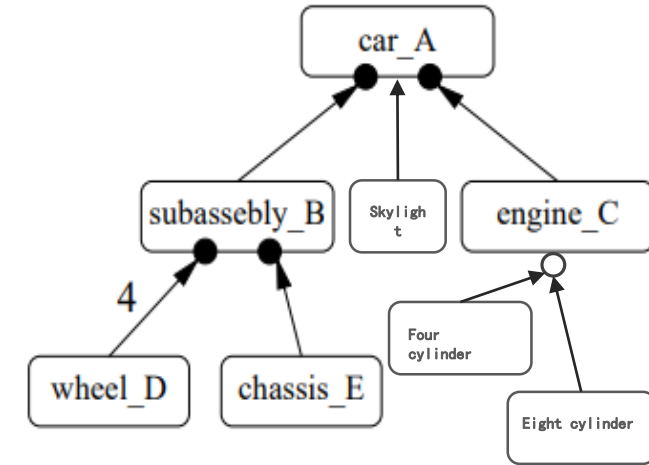 car_A
subassebly_B
Skyligh
t
engine_C
4
Four
cylinder
wheel_D
chassis_E
Eight cylinder